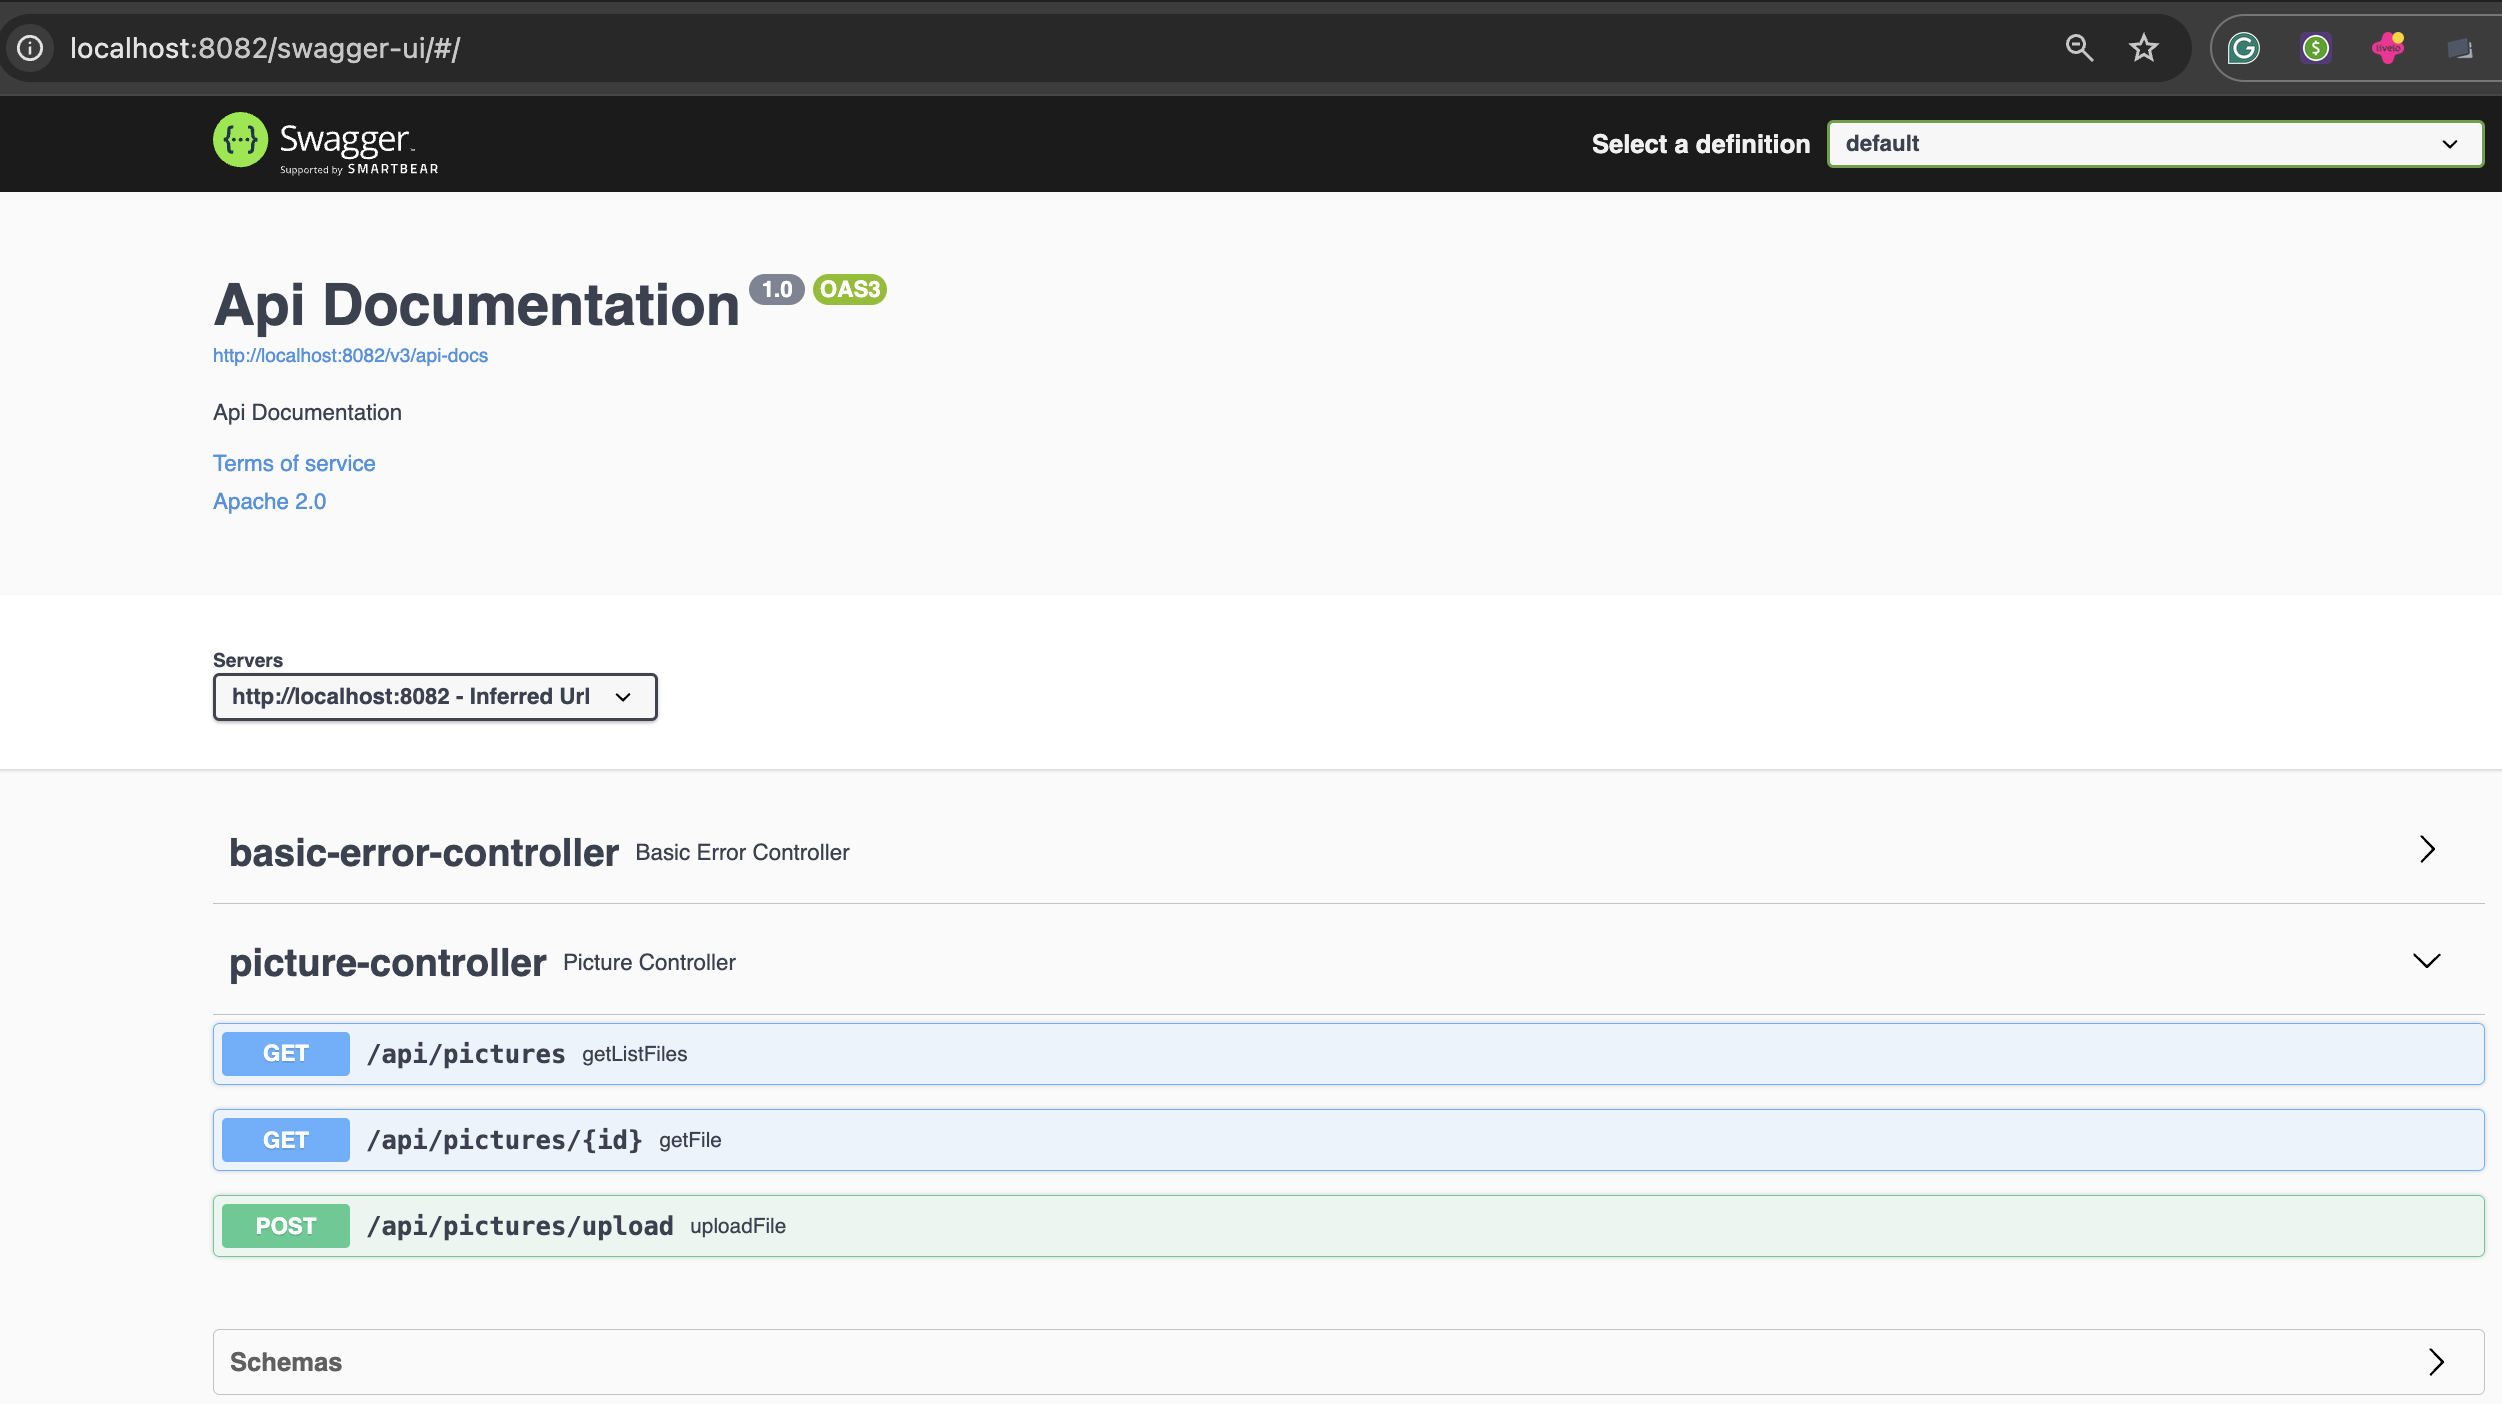 localhost:8082/swagger-ui/#/
Swagger
Supported by SMARTBEAR
Select a definition
default
Api Documentation 1.0 OAS3
http://localhost:8082/v3/api-docs
Api Documentation
Terms of service
Apache 2.0
Servers
http://localhost:8082 - Inferred Url
basic-error-controller Basic Error Controller
picture-controller Picture Controller
GET /api/pictures getListFiles
GET /api/pictures/{id} getFile
POST /api/pictures/upload uploadFile
Schemas